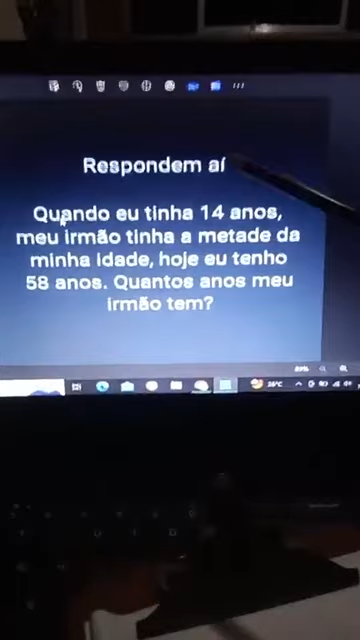 Respondem aí
Quando eu tinha 14 anos,
meu irmão tinha a metade da
minha idade, hoje eu tenho
58 anos. Quantos anos meu
irmão tem?